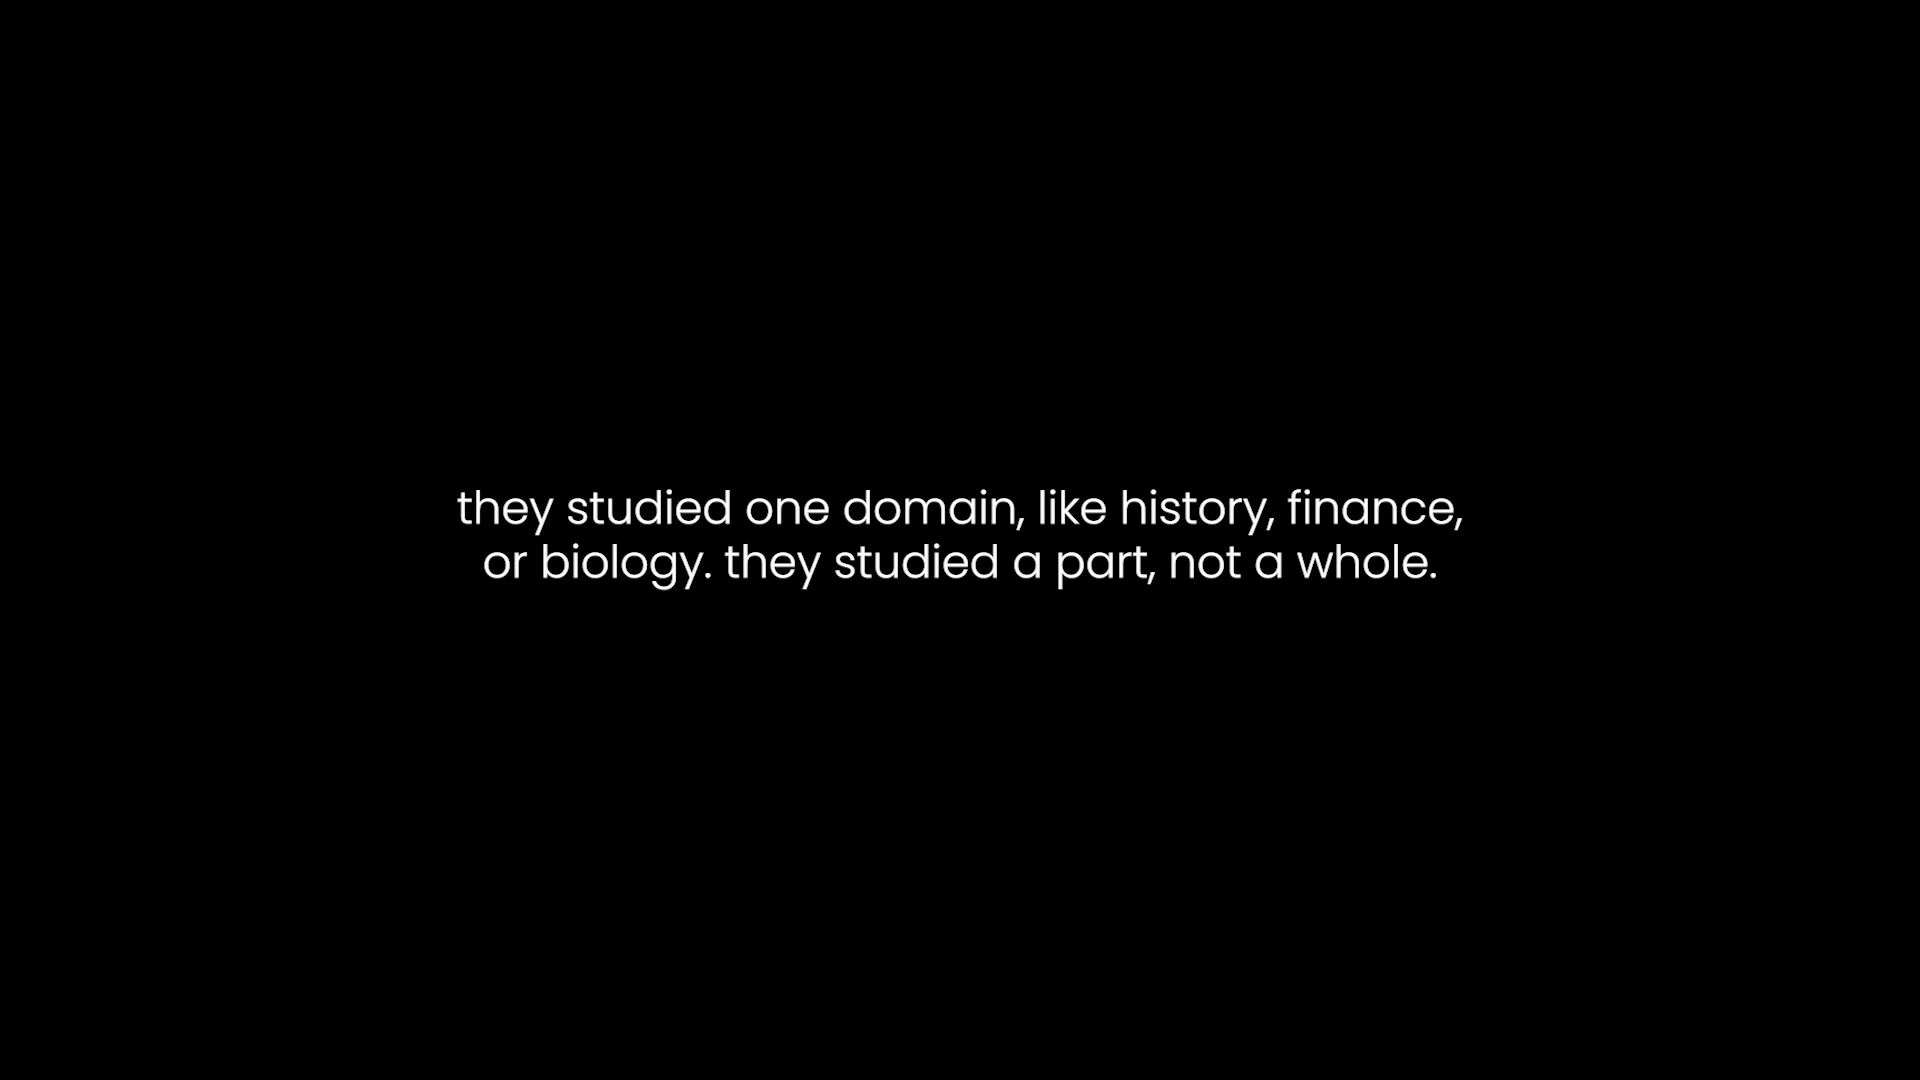 they studied one domain, like history, finance,
or biology. they studied a part, not a whole.